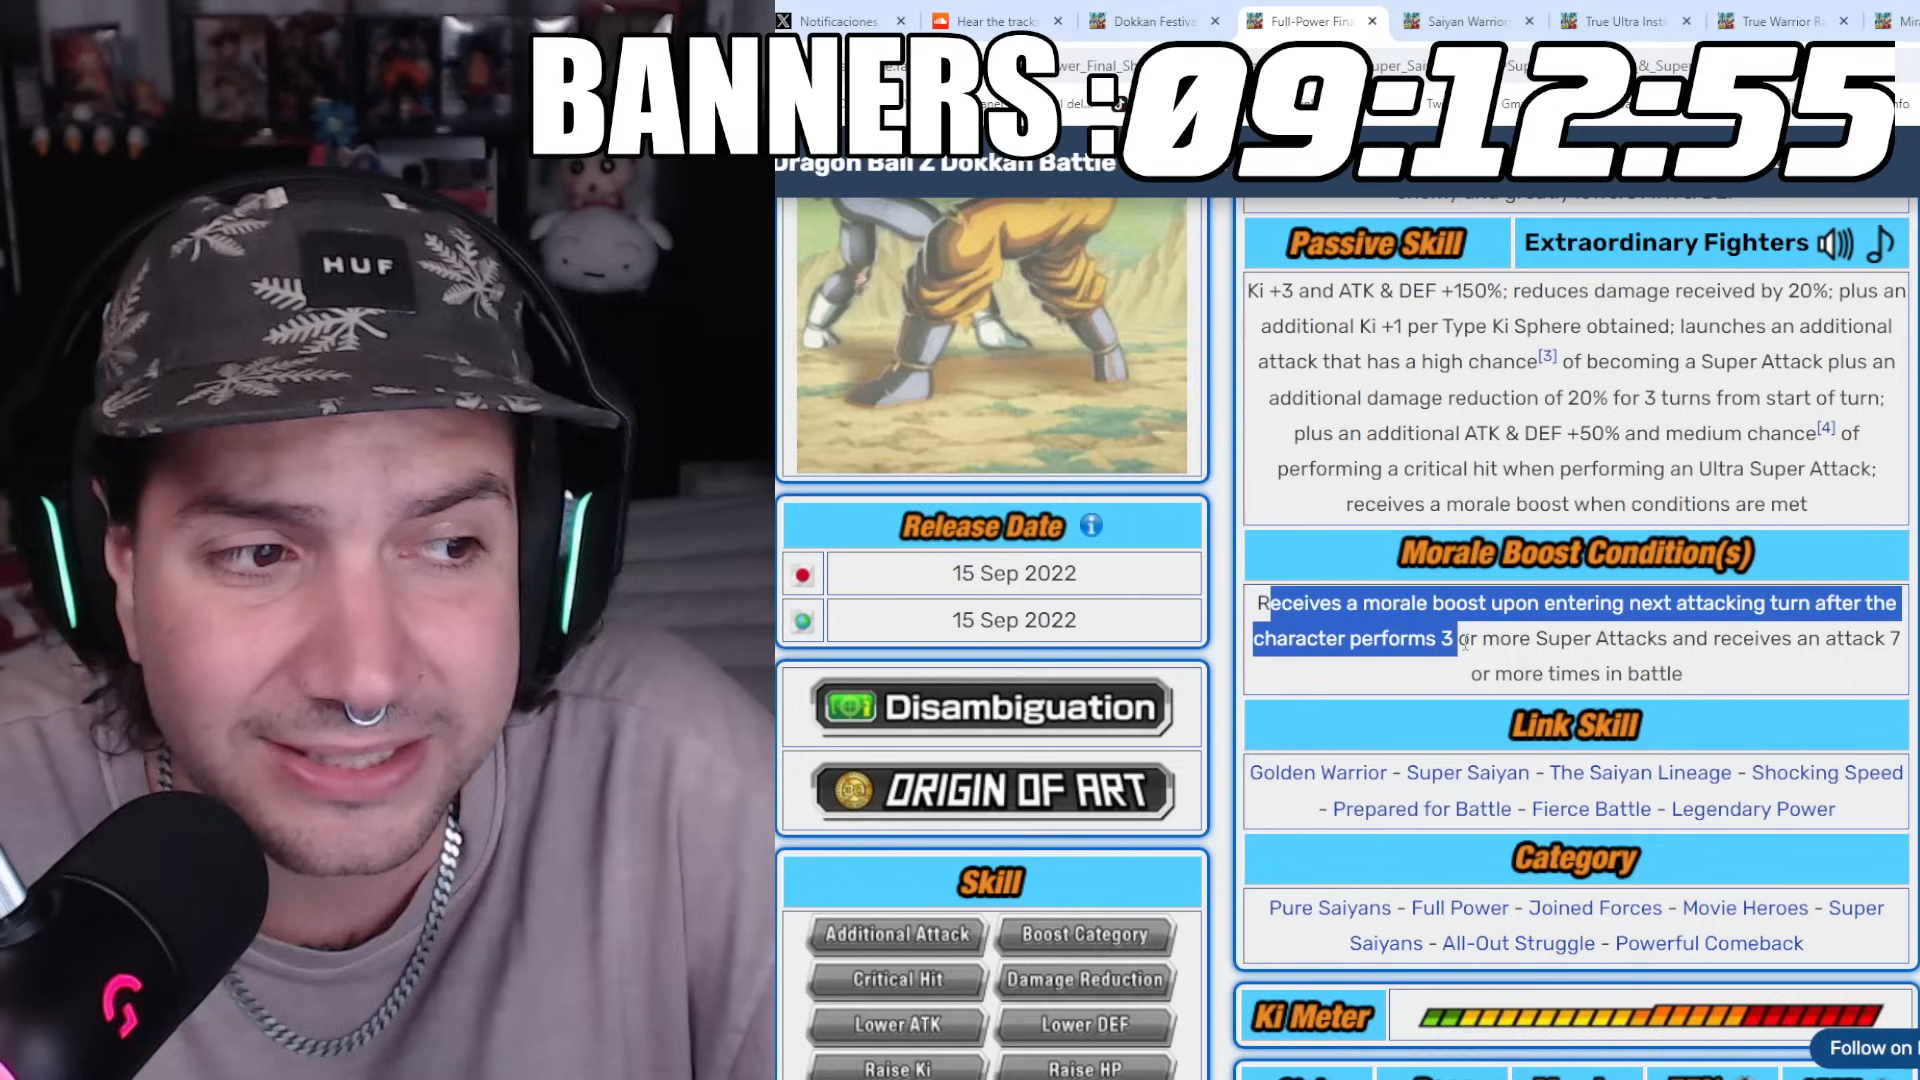 Notificaciones
Hear the tracks
Dokkan Festiva
Full-Power Fina
Saiyan Warrior
True Ultra Insti
True Warrior Ra
BANNERS : 09:12:55
Dragon Ball Z Dokkan Battle
HUF
Passive Skill
Extraordinary Fighters
Ki +3 and ATK & DEF +150%; reduces damage received by 20%; plus an
additional Ki +1 per Type Ki Sphere obtained; launches an additional
attack that has a high chance[3] of becoming a Super Attack plus an
additional damage reduction of 20% for 3 turns from start of turn;
plus an additional ATK & DEF +50% and medium chance[4] of
performing a critical hit when performing an Ultra Super Attack;
receives a morale boost when conditions are met
Morale Boost Condition(s)
Receives a morale boost upon entering next attacking turn after the
character performs 3 or more Super Attacks and receives an attack 7
or more times in battle
Link Skill
Golden Warrior - Super Saiyan - The Saiyan Lineage - Shocking Speed
- Prepared for Battle - Fierce Battle - Legendary Power
Category
Pure Saiyans - Full Power - Joined Forces - Movie Heroes - Super
Saiyans - All-Out Struggle - Powerful Comeback
Ki Meter
Follow on
Release Date
15 Sep 2022
15 Sep 2022
Disambiguation
ORIGIN OF ART
Skill
Additional Attack
Boost Category
Critical Hit
Damage Reduction
Lower ATK
Lower DEF
Raise Ki
Raise HP